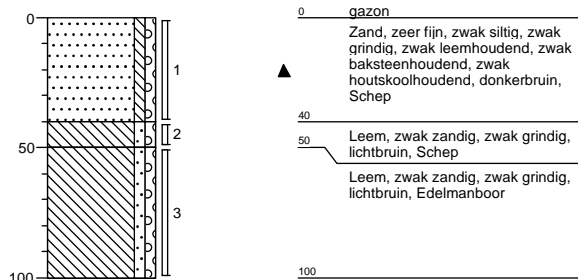 0
50
100
1
2
3
0
gazon
Zand, zeer fijn, zwak siltig, zwak
grindig, zwak leemhoudend, zwak
baksteenhoudend, zwak
houtskoolhoudend, donkerbruin,
Schep
40
Leem, zwak zandig, zwak grindig,
lichtbruin, Schep
50
Leem, zwak zandig, zwak grindig,
lichtbruin, Edelmanboor
100